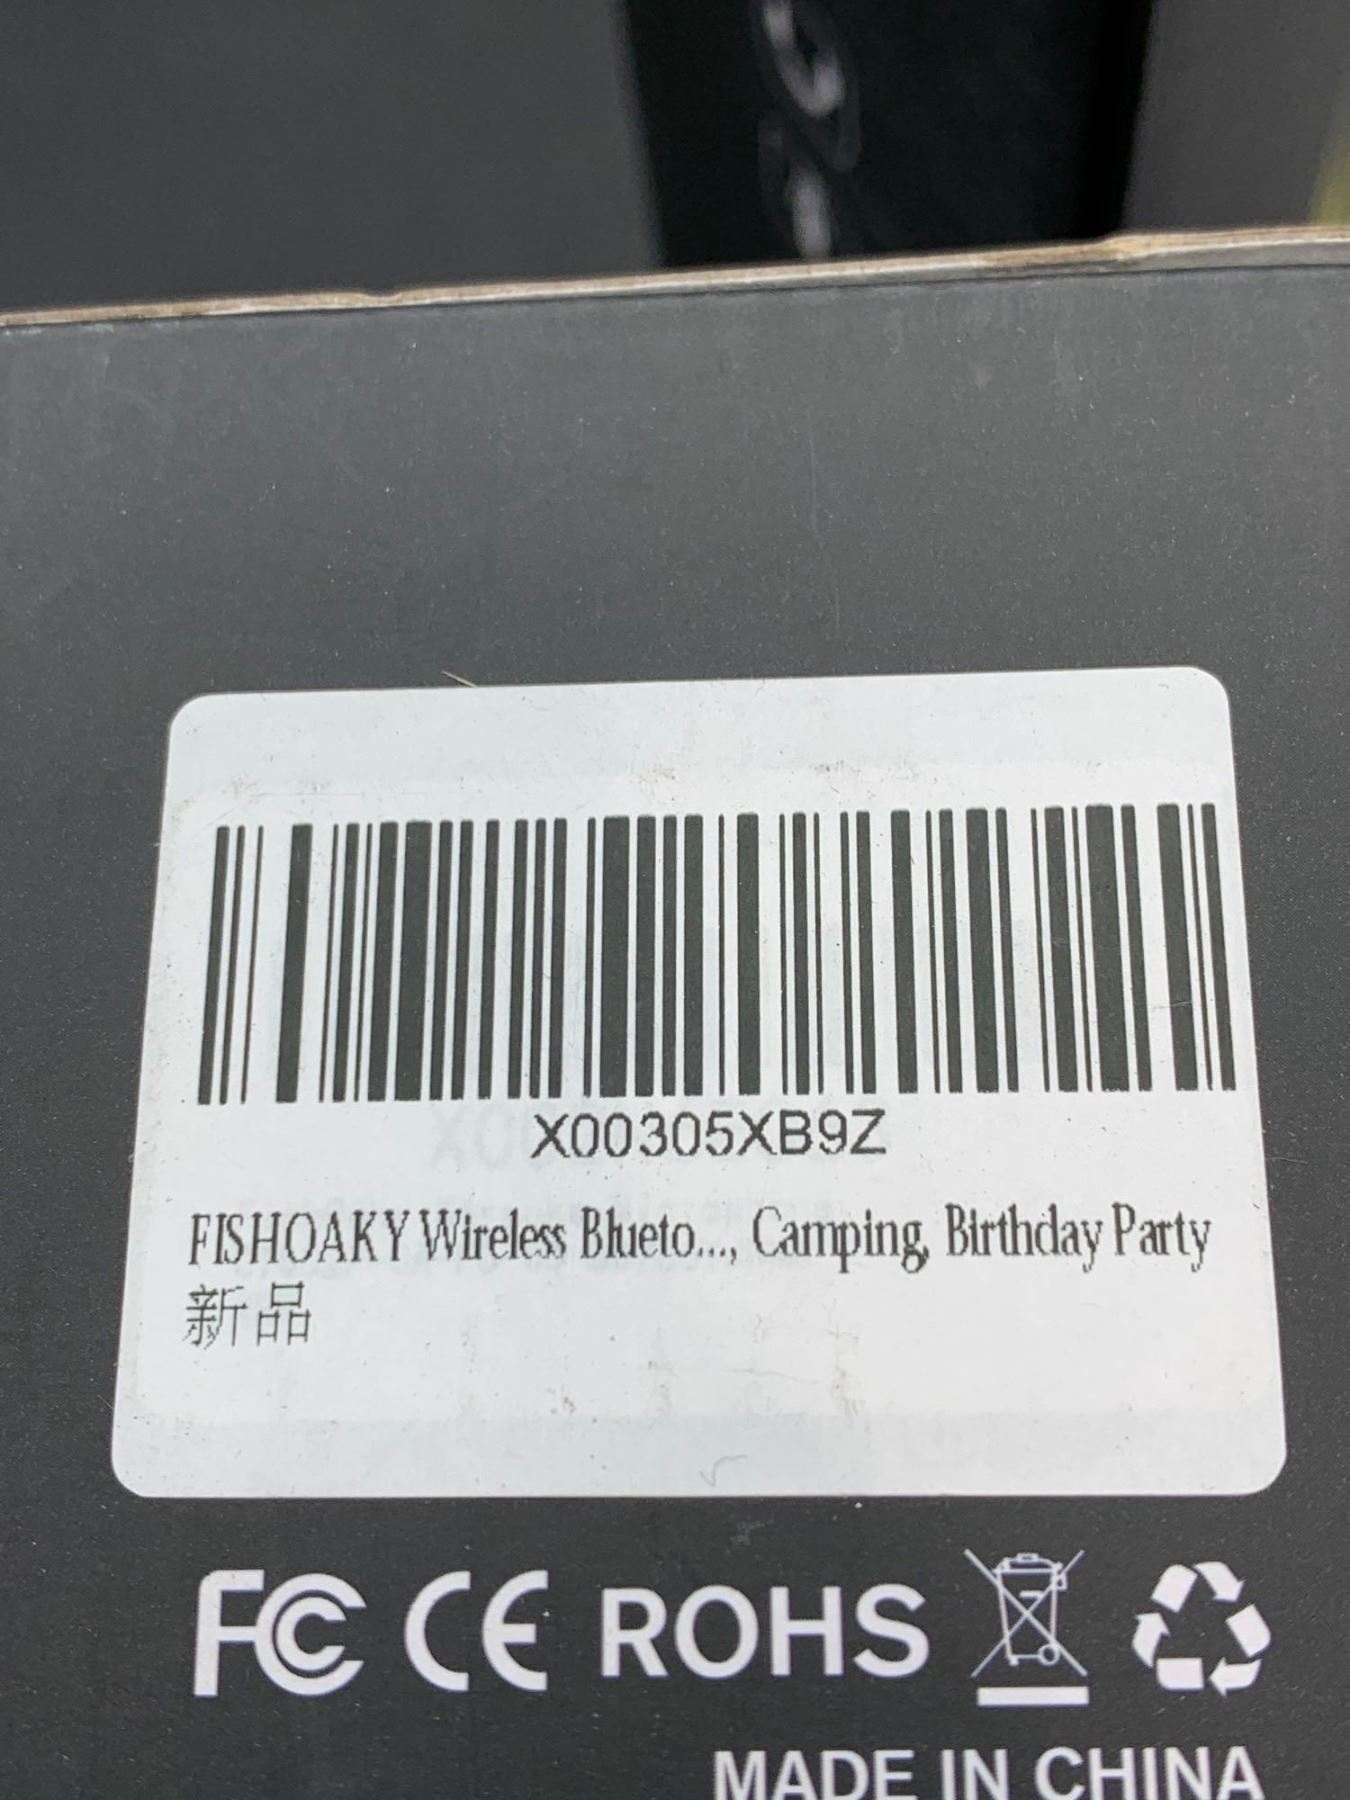 X00305XB9Z
FISHOAKY Wireless Blueto..., Camping, Birthday Party
新品
FC CE ROHS
MADE IN CHINA